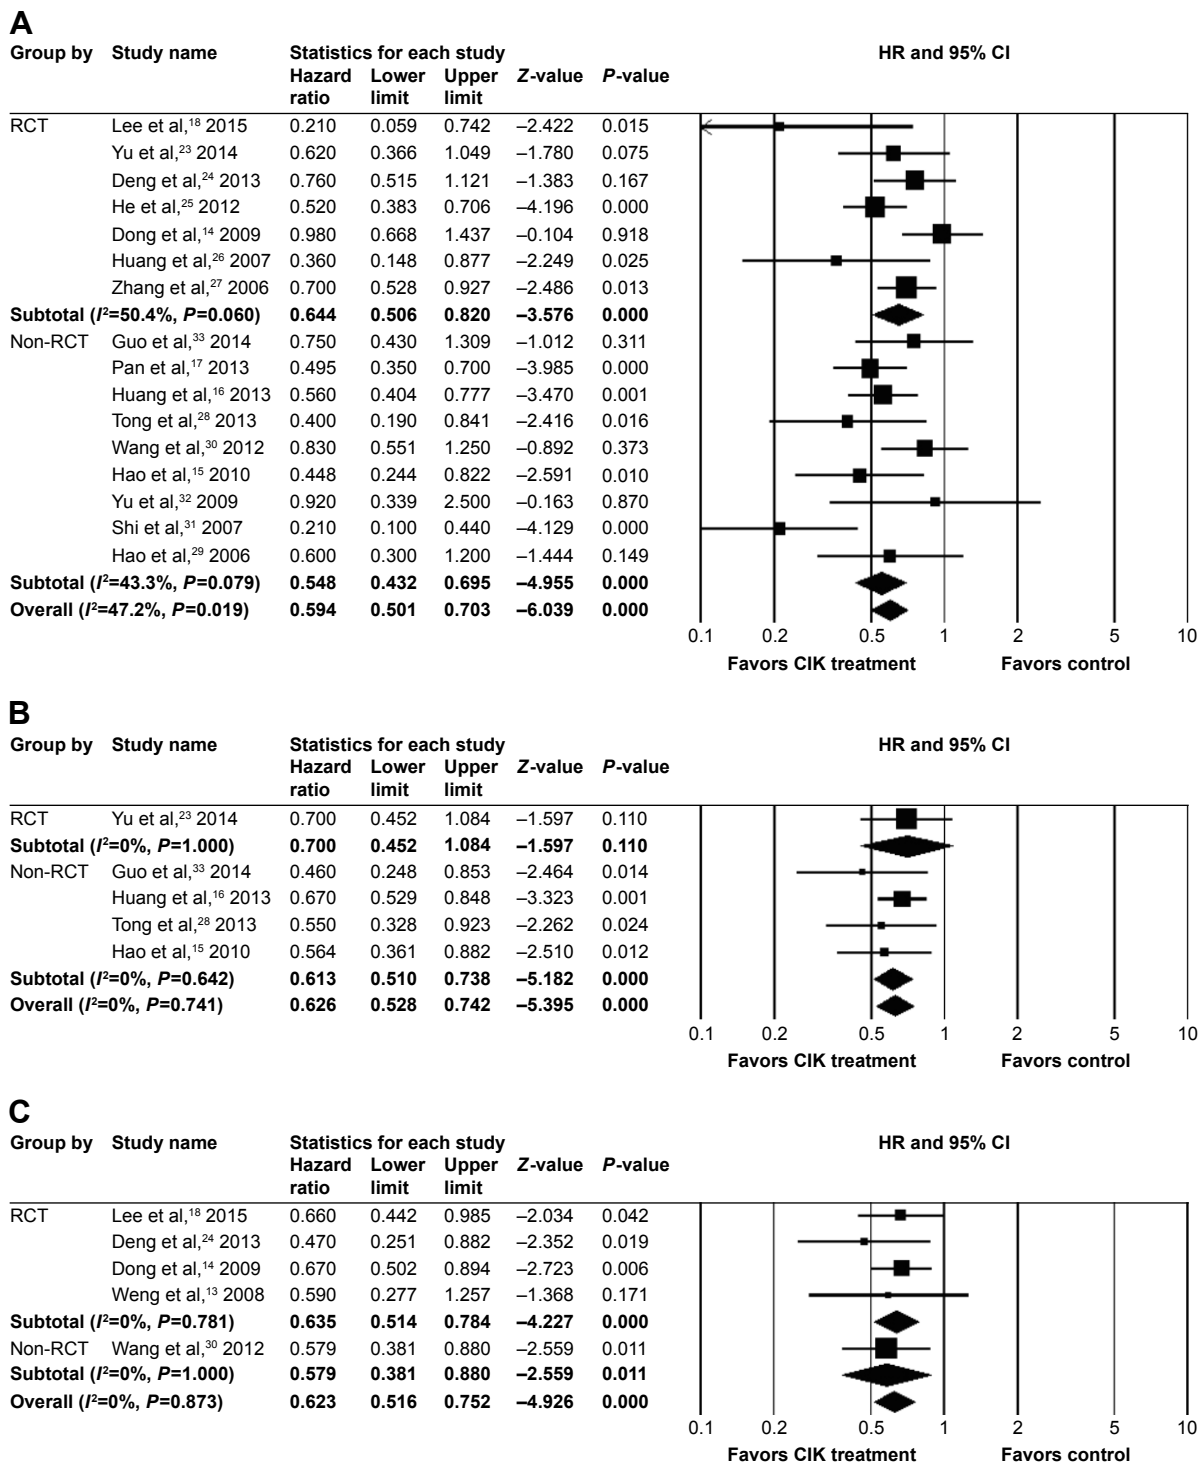 A
Group by Study name Statistics for each study HR and 95% CI
Hazard Lower Upper Z-value P-value
ratio limit limit
RCT Lee et al,18 2015 0.210 0.059 0.742 –2.422 0.015
Yu et al,23 2014 0.620 0.366 1.049 –1.780 0.075
Deng et al,24 2013 0.760 0.515 1.121 –1.383 0.167
He et al,25 2012 0.520 0.383 0.706 –4.196 0.000
Dong et al,14 2009 0.980 0.668 1.437 –0.104 0.918
Huang et al,26 2007 0.360 0.148 0.877 –2.249 0.025
Zhang et al,27 2006 0.700 0.528 0.927 –2.486 0.013
Subtotal (I2=50.4%, P=0.060) 0.644 0.506 0.820 –3.576 0.000
Non-RCT Guo et al,33 2014 0.750 0.430 1.309 –1.012 0.311
Pan et al,17 2013 0.495 0.350 0.700 –3.985 0.000
Huang et al,16 2013 0.560 0.404 0.777 –3.470 0.001
Tong et al,28 2013 0.400 0.190 0.841 –2.416 0.016
Wang et al,30 2012 0.830 0.551 1.250 –0.892 0.373
Hao et al,15 2010 0.448 0.244 0.822 –2.591 0.010
Yu et al,32 2009 0.920 0.339 2.500 –0.163 0.870
Shi et al,31 2007 0.210 0.100 0.440 –4.129 0.000
Hao et al,29 2006 0.600 0.300 1.200 –1.444 0.149
Subtotal (I2=43.3%, P=0.079) 0.548 0.432 0.695 –4.955 0.000
Overall (I2=47.2%, P=0.019) 0.594 0.501 0.703 –6.039 0.000
0.1 0.2 0.5 1 2 5 10
Favors CIK treatment Favors control
B
Group by Study name Statistics for each study HR and 95% CI
Hazard Lower Upper Z-value P-value
ratio limit limit
RCT Yu et al,23 2014 0.700 0.452 1.084 –1.597 0.110
Subtotal (I2=0%, P=1.000) 0.700 0.452 1.084 –1.597 0.110
Non-RCT Guo et al,33 2014 0.460 0.248 0.853 –2.464 0.014
Huang et al,16 2013 0.670 0.529 0.848 –3.323 0.001
Tong et al,28 2013 0.550 0.328 0.923 –2.262 0.024
Hao et al,15 2010 0.564 0.361 0.882 –2.510 0.012
Subtotal (I2=0%, P=0.642) 0.613 0.510 0.738 –5.182 0.000
Overall (I2=0%, P=0.741) 0.626 0.528 0.742 –5.395 0.000
0.1 0.2 0.5 1 2 5 10
Favors CIK treatment Favors control
C
Group by Study name Statistics for each study HR and 95% CI
Hazard Lower Upper Z-value P-value
ratio limit limit
RCT Lee et al,18 2015 0.660 0.442 0.985 –2.034 0.042
Deng et al,24 2013 0.470 0.251 0.882 –2.352 0.019
Dong et al,14 2009 0.670 0.502 0.894 –2.723 0.006
Weng et al,13 2008 0.590 0.277 1.257 –1.368 0.171
Subtotal (I2=0%, P=0.781) 0.635 0.514 0.784 –4.227 0.000
Non-RCT Wang et al,30 2012 0.579 0.381 0.880 –2.559 0.011
Subtotal (I2=0%, P=1.000) 0.579 0.381 0.880 –2.559 0.011
Overall (I2=0%, P=0.873) 0.623 0.516 0.752 –4.926 0.000
0.1 0.2 0.5 1 2 5 10
Favors CIK treatment Favors control